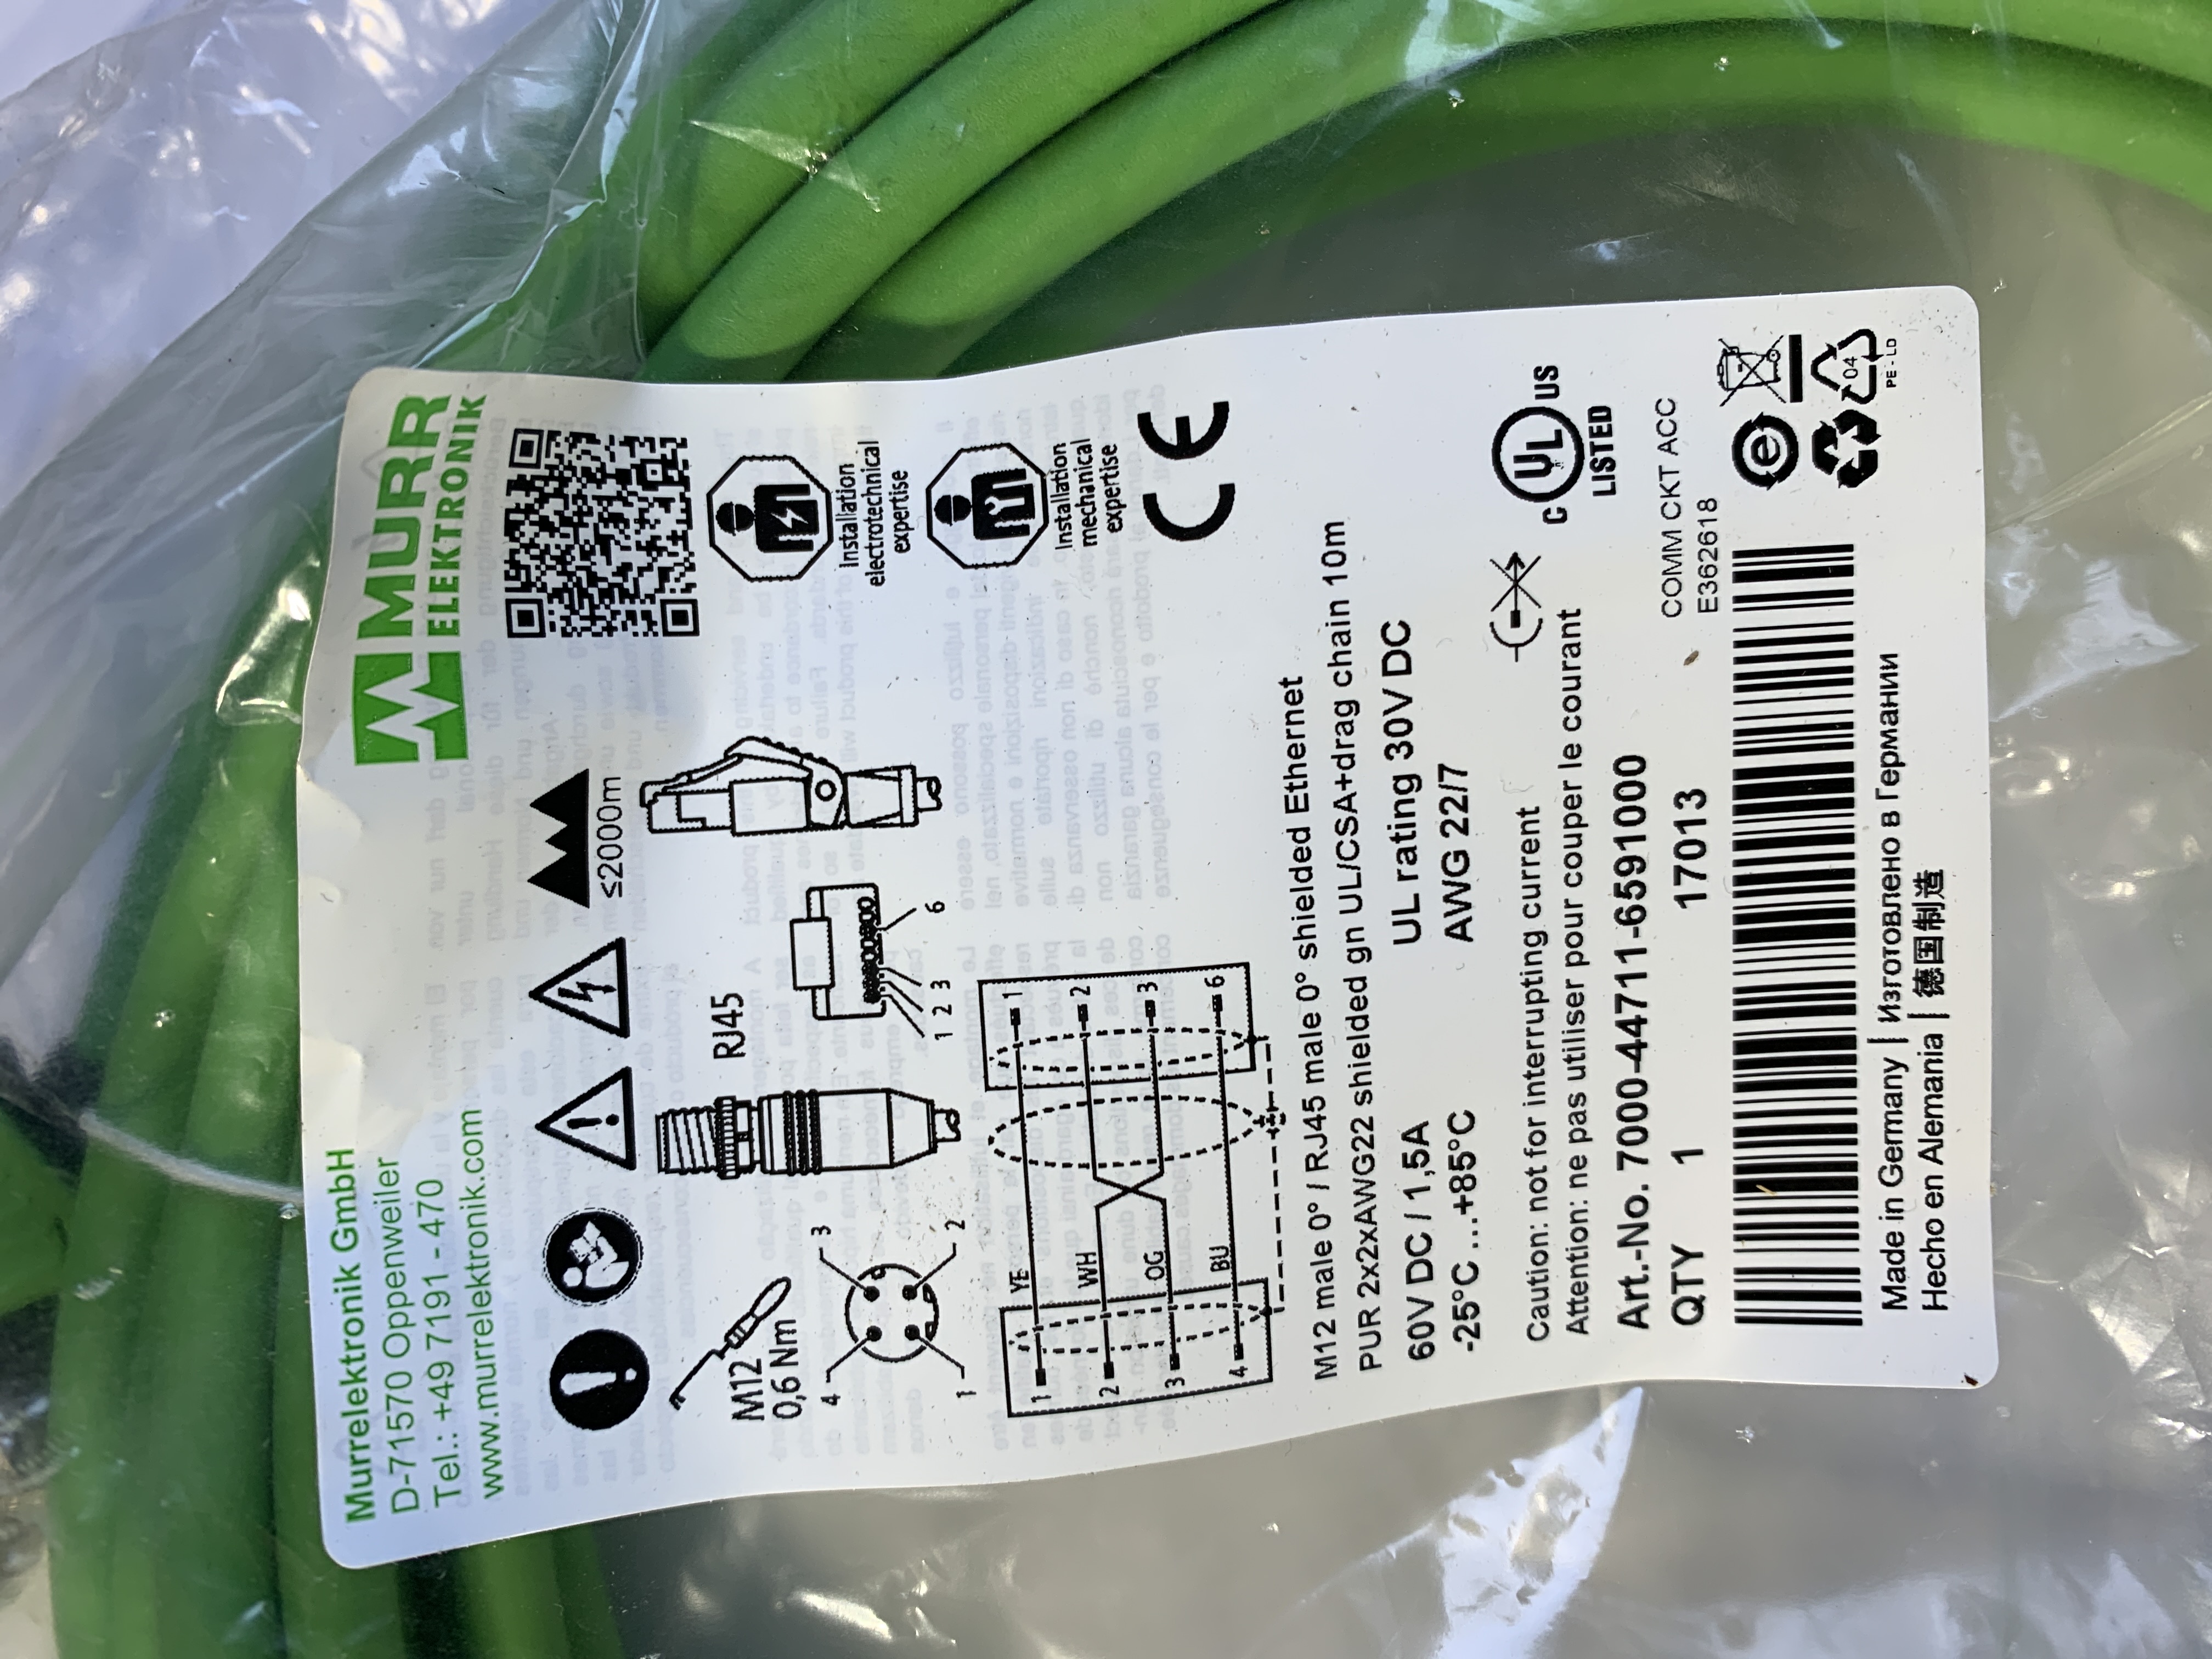 Murrelektronik GmbH
D-71570 Oppenweiler
Tel.: +49 7191 - 470
www.murrelektronik.com
MURR
ELEKTRONIK
≤2000m
M12
0,6 Nm
RJ45
3
4
2
1
1 2 3 6
Installation
electrotechnical
expertise
Installation
mechanical
expertise
CE
1 YE 1
2 WH 2
3 OG 3
4 BU 6
M12 male 0° / RJ45 male 0° shielded Ethernet
PUR 2x2xAWG22 shielded gn UL/CSA+drag chain 10m
60V DC / 1,5A UL rating 30V DC
-25°C ...+85°C AWG 22/7
Caution: not for interrupting current
Attention: ne pas utiliser pour couper le courant
C UL US
LISTED
Art.-No. 7000-44711-6591000
QTY 1 17013
COMM CKT ACC
E362618
e
04
PE - LD
Made in Germany | Изготовлено в Германии
Hecho en Alemania | 德国制造